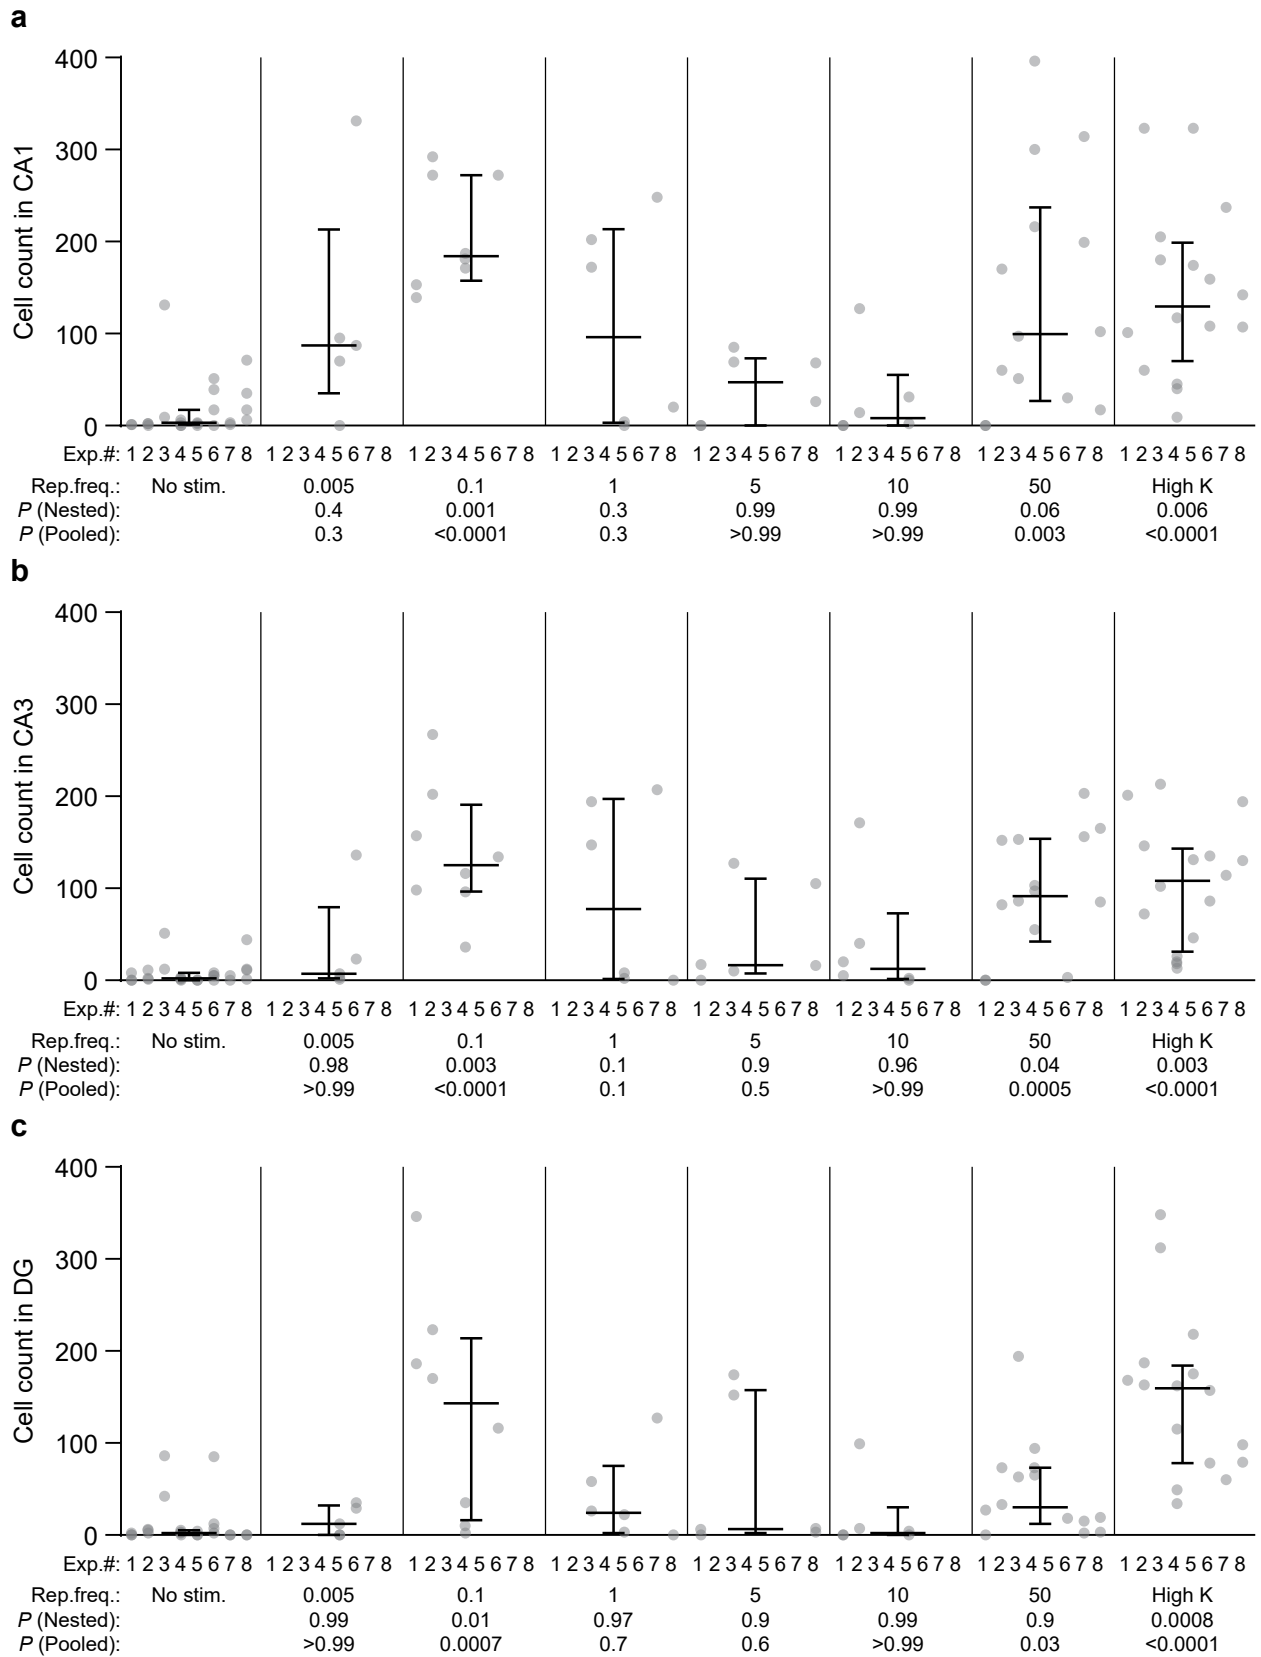 a
400
300
200
100
0
Cell count in CA1
Exp.#: 1 2 3 4 5 6 7 8 1 2 3 4 5 6 7 8 1 2 3 4 5 6 7 8 1 2 3 4 5 6 7 8 1 2 3 4 5 6 7 8 1 2 3 4 5 6 7 8 1 2 3 4 5 6 7 8 1 2 3 4 5 6 7 8
Rep.freq.: No stim. 0.005 0.1 1 5 10 50 High K
P (Nested): 0.4 0.001 0.3 0.99 0.99 0.06 0.006
P (Pooled): 0.3 <0.0001 0.3 >0.99 >0.99 0.003 <0.0001
b
400
300
200
100
0
Cell count in CA3
Exp.#: 1 2 3 4 5 6 7 8 1 2 3 4 5 6 7 8 1 2 3 4 5 6 7 8 1 2 3 4 5 6 7 8 1 2 3 4 5 6 7 8 1 2 3 4 5 6 7 8 1 2 3 4 5 6 7 8 1 2 3 4 5 6 7 8
Rep.freq.: No stim. 0.005 0.1 1 5 10 50 High K
P (Nested): 0.98 0.003 0.1 0.9 0.96 0.04 0.003
P (Pooled): >0.99 <0.0001 0.1 0.5 >0.99 0.0005 <0.0001
c
400
300
200
100
0
Cell count in DG
Exp.#: 1 2 3 4 5 6 7 8 1 2 3 4 5 6 7 8 1 2 3 4 5 6 7 8 1 2 3 4 5 6 7 8 1 2 3 4 5 6 7 8 1 2 3 4 5 6 7 8 1 2 3 4 5 6 7 8 1 2 3 4 5 6 7 8
Rep.freq.: No stim. 0.005 0.1 1 5 10 50 High K
P (Nested): 0.99 0.01 0.97 0.9 0.99 0.9 0.0008
P (Pooled): >0.99 0.0007 0.7 0.6 >0.99 0.03 <0.0001